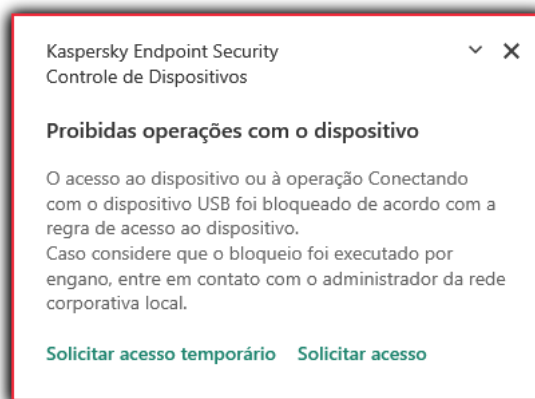 Kaspersky Endpoint Security
Controle de Dispositivos
Proibidas operações com o dispositivo
O acesso ao dispositivo ou à operação Conectando
com o dispositivo USB foi bloqueado de acordo com a
regra de acesso ao dispositivo.
Caso considere que o bloqueio foi executado por
engano, entre em contato com o administrador da rede
corporativa local.
Solicitar acesso temporário Solicitar acesso